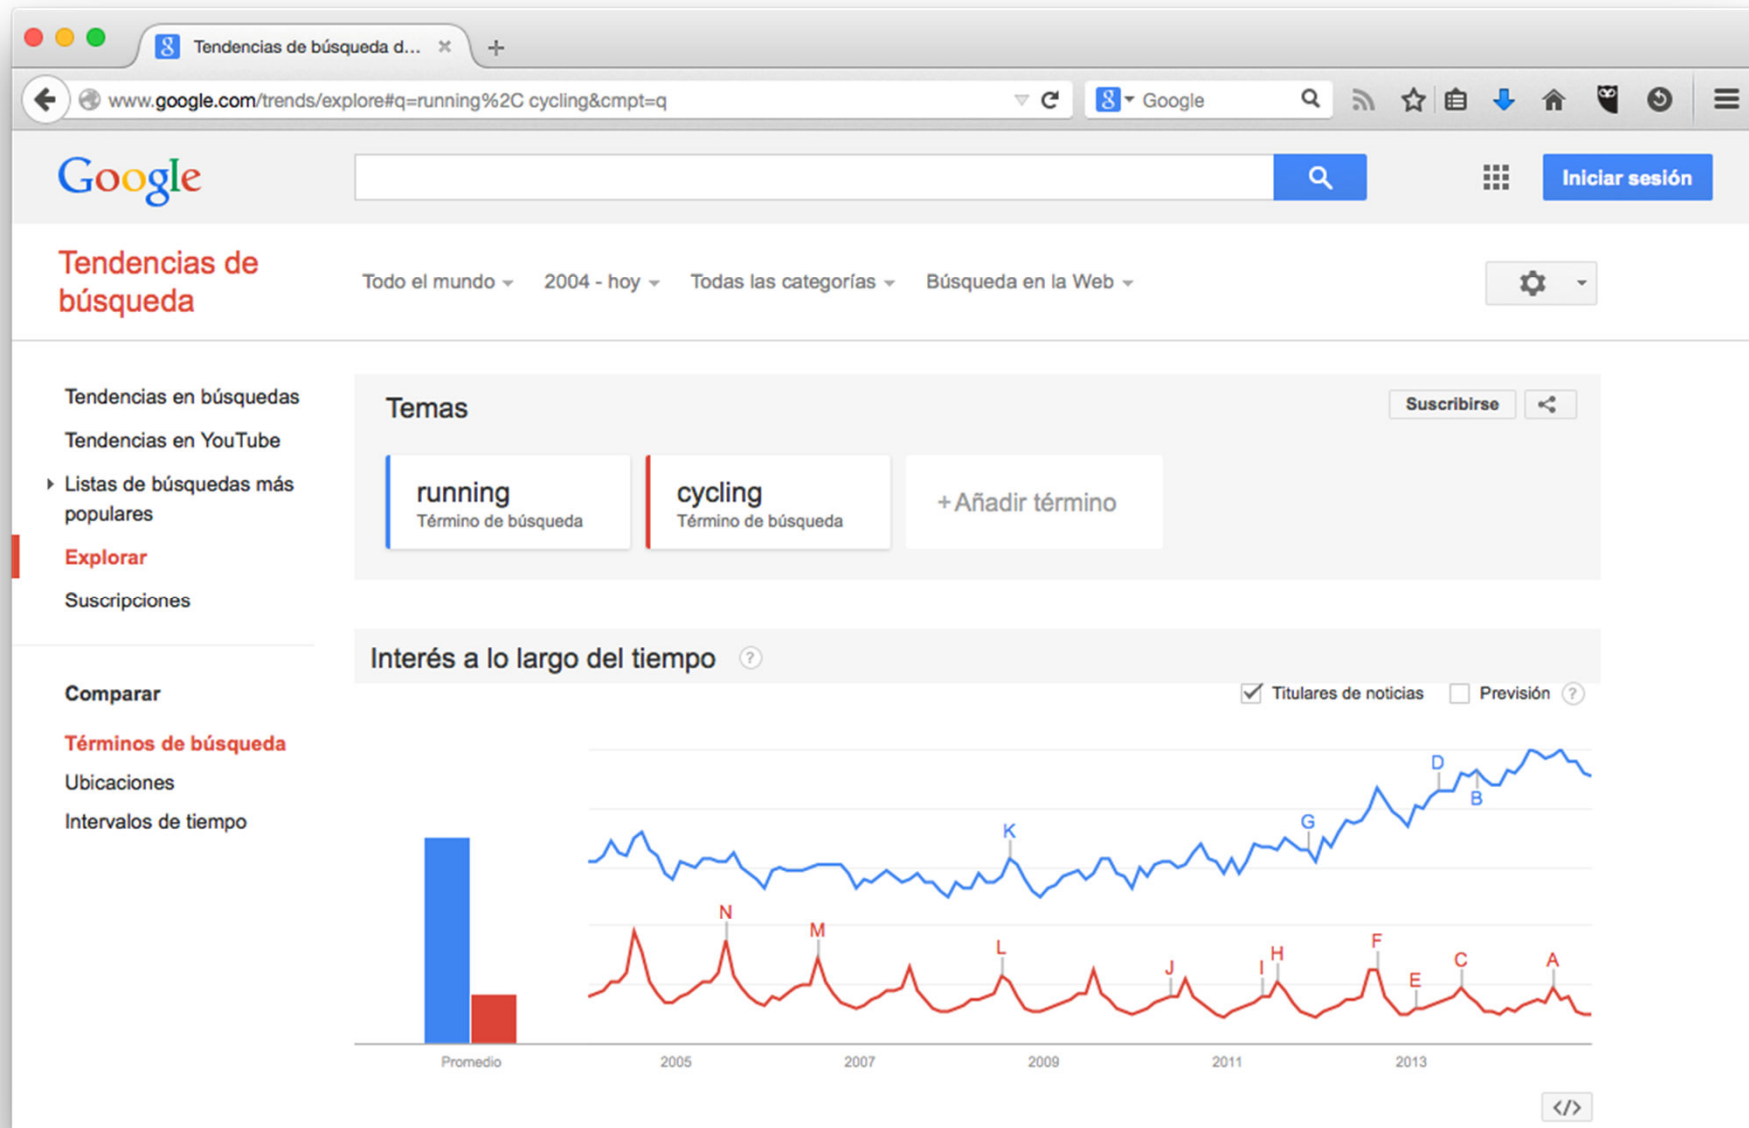 Tendencias de búsqueda d...
www.google.com/trends/explore#q=running%2C cycling&cmpt=q
Google
Google
Iniciar sesión
Tendencias de
búsqueda
Todo el mundo
2004 - hoy
Todas las categorías
Búsqueda en la Web
Tendencias en búsquedas
Tendencias en YouTube
Listas de búsquedas más
populares
Explorar
Suscripciones
Comparar
Términos de búsqueda
Ubicaciones
Intervalos de tiempo
Temas
Suscribirse
running
Término de búsqueda
cycling
Término de búsqueda
+Añadir término
Interés a lo largo del tiempo ?
Titulares de noticias
Previsión ?
D
B
G
K
N
M
L
J
I
H
F
E
C
A
Promedio
2005
2007
2009
2011
2013
</>